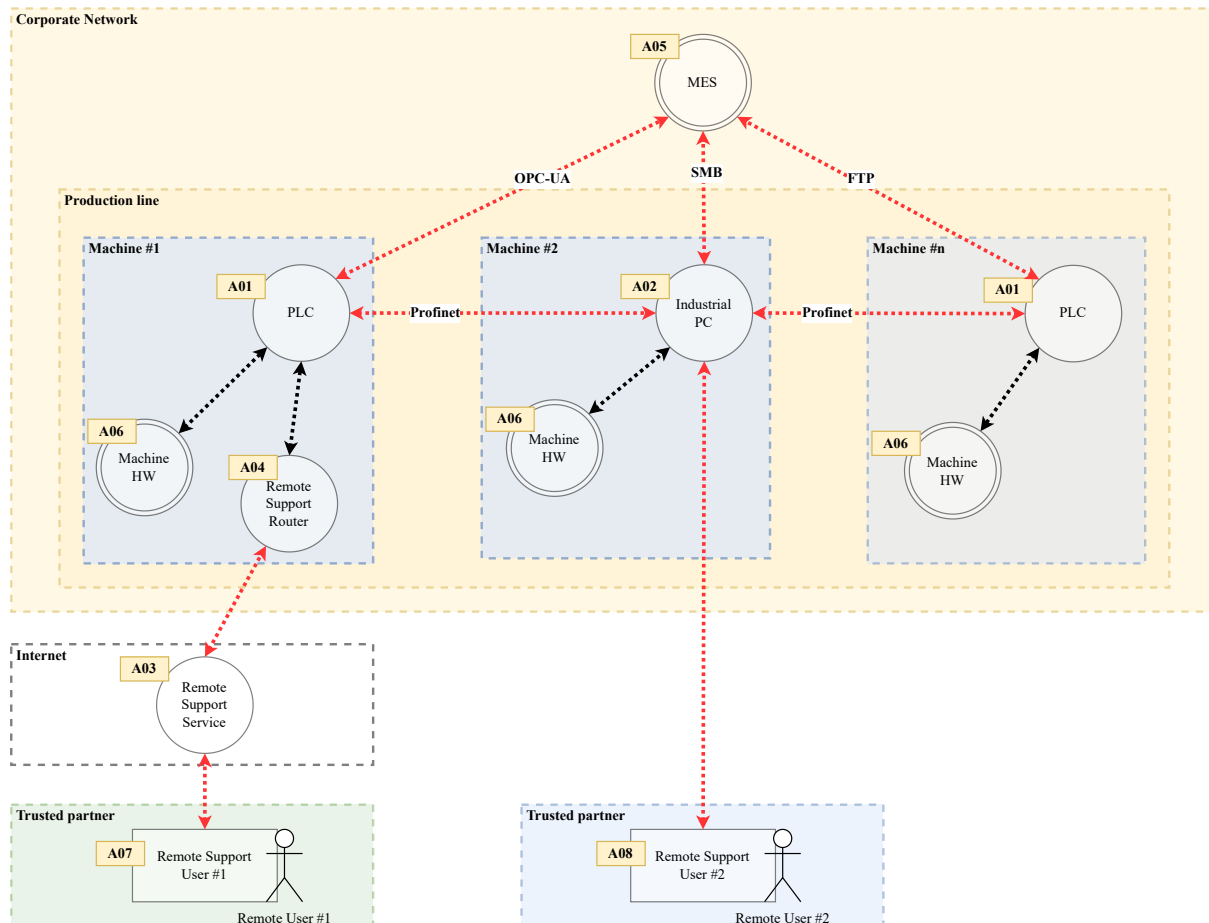 Corporate Network
A05
MES
OPC-UA
SMB
FTP
Production line
Machine #1
Machine #2
Machine #n
A01
PLC
A02
Industrial
PC
A01
PLC
Profinet
Profinet
A06
Machine
HW
A04
Remote
Support
Router
A06
Machine
HW
A06
Machine
HW
Internet
A03
Remote
Support
Service
Trusted partner
A07
Remote Support
User #1
Remote User #1
Trusted partner
A08
Remote Support
User #2
Remote User #2